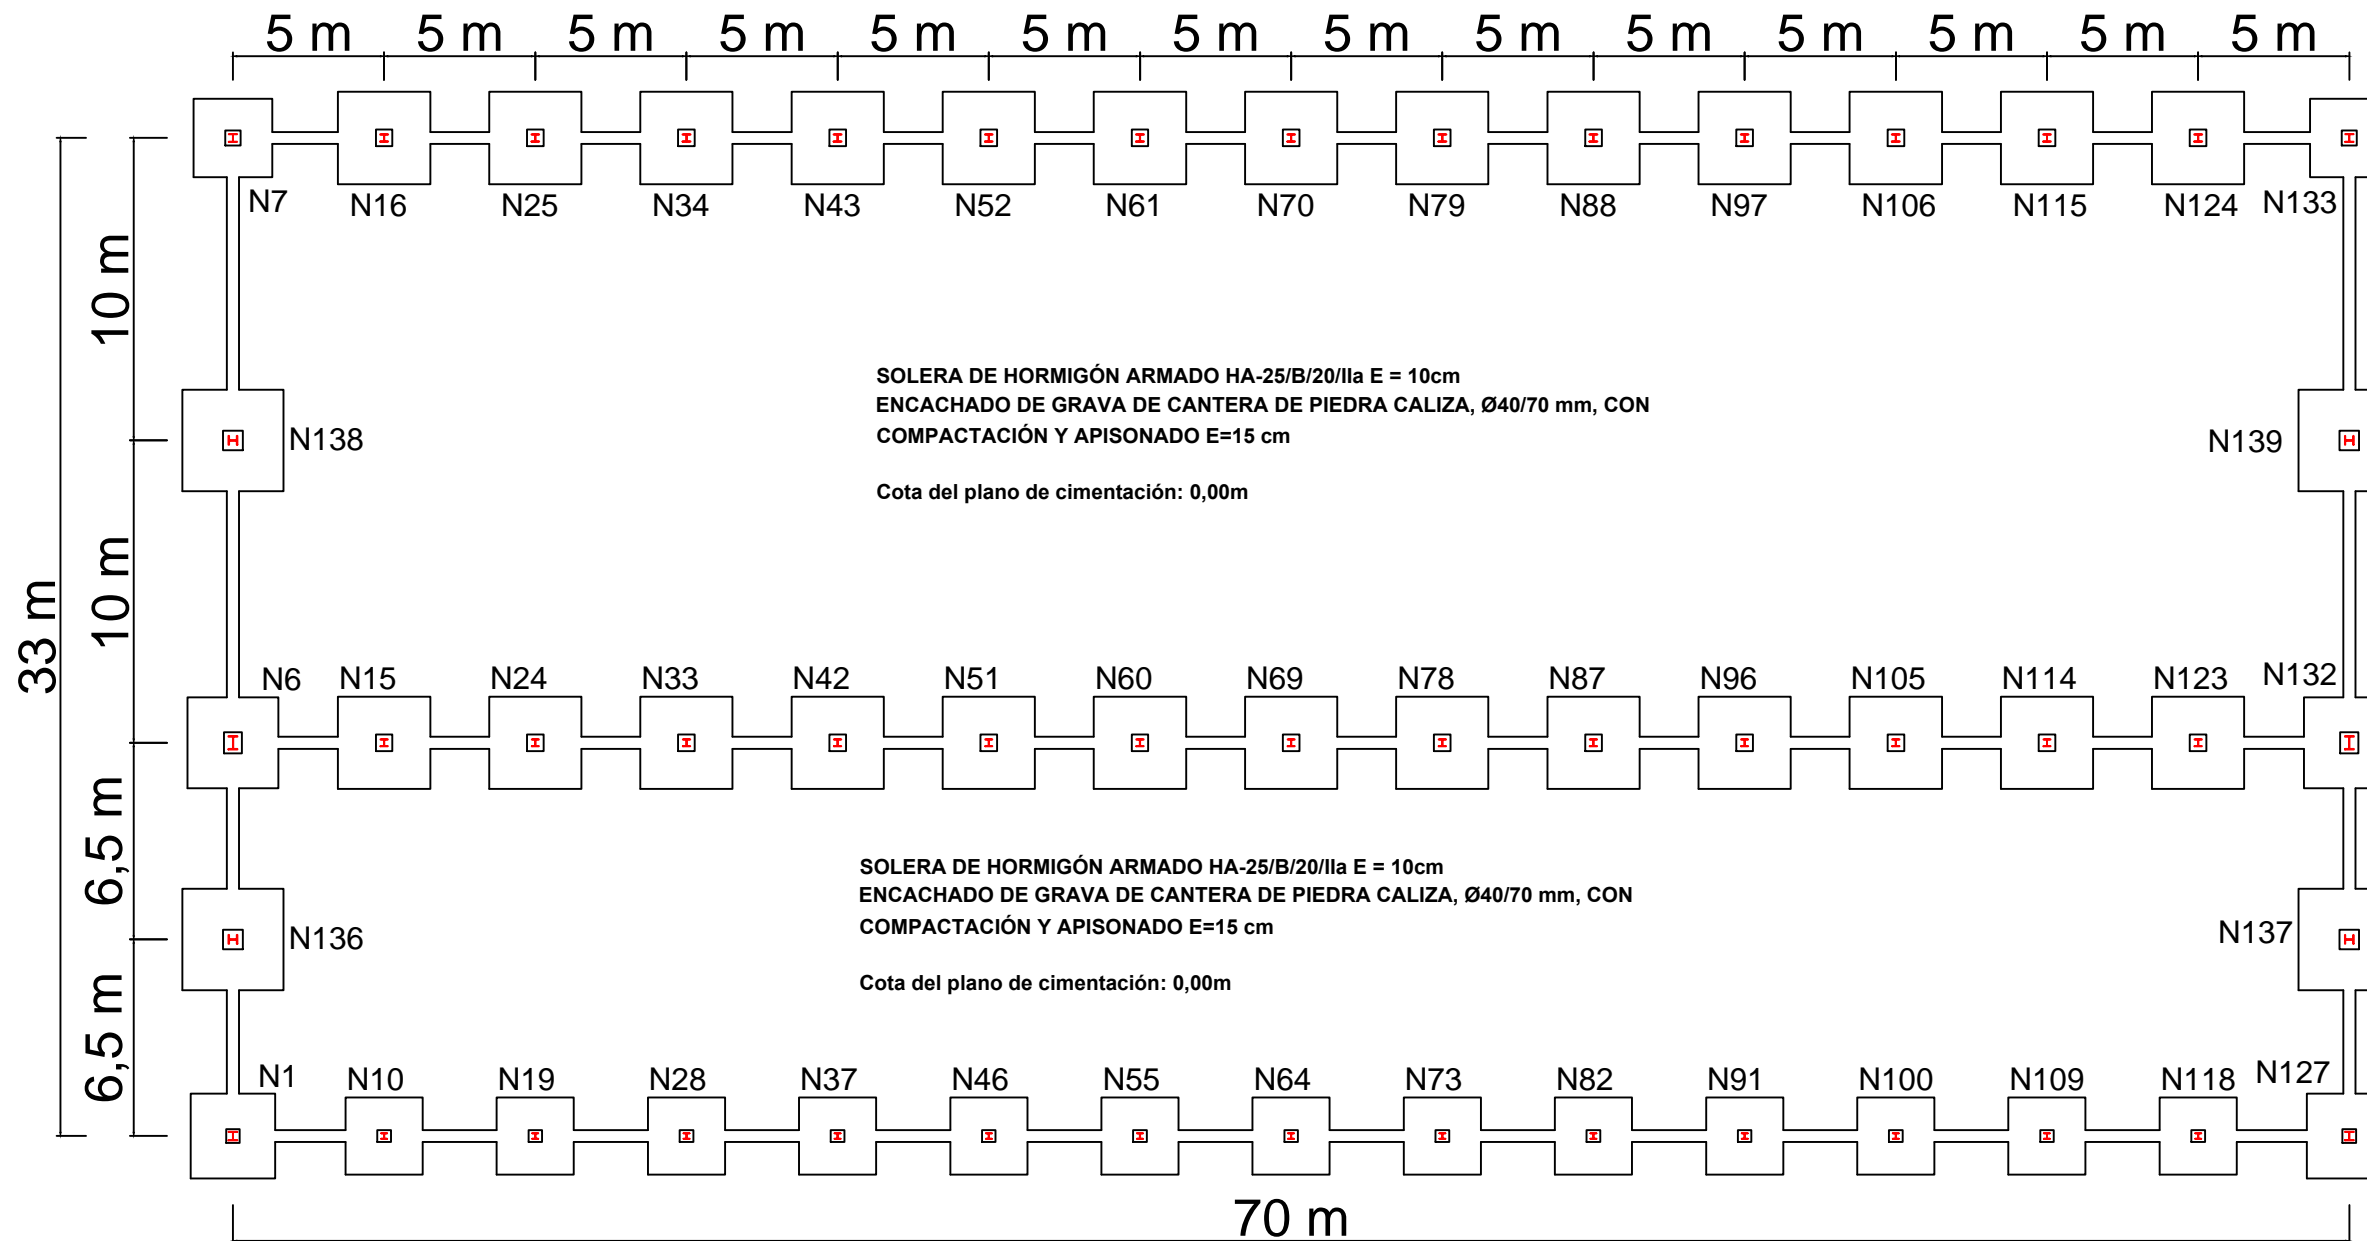 5 m 5 m 5 m 5 m 5 m 5 m 5 m 5 m 5 m 5 m 5 m 5 m 5 m 5 m
N7 N16 N25 N34 N43 N52 N61 N70 N79 N88 N97 N106 N115 N124 N133
10 m
SOLERA DE HORMIGÓN ARMADO HA-25/B/20/IIa E = 10cm
ENCACHADO DE GRAVA DE CANTERA DE PIEDRA CALIZA, Ø40/70 mm, CON
COMPACTACIÓN Y APISONADO E=15 cm
N138 N139
Cota del plano de cimentación: 0,00m
10 m
33 m
N6 N15 N24 N33 N42 N51 N60 N69 N78 N87 N96 N105 N114 N123 N132
6,5 m
SOLERA DE HORMIGÓN ARMADO HA-25/B/20/IIa E = 10cm
ENCACHADO DE GRAVA DE CANTERA DE PIEDRA CALIZA, Ø40/70 mm, CON
COMPACTACIÓN Y APISONADO E=15 cm
N136 N137
Cota del plano de cimentación: 0,00m
6,5 m
N1 N10 N19 N28 N37 N46 N55 N64 N73 N82 N91 N100 N109 N118 N127
70 m